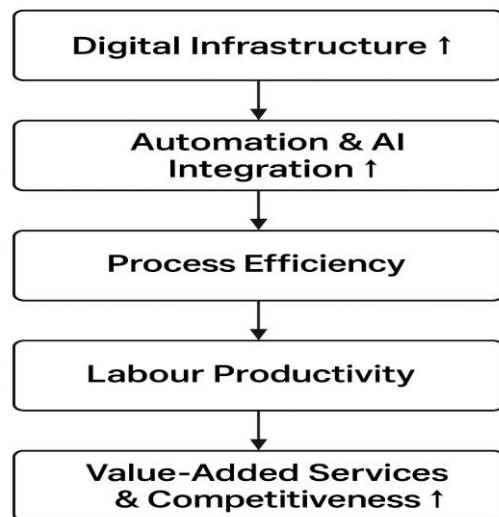 Digital Infrastructure ↑
Automation & AI
Integration ↑
Process Efficiency
Labour Productivity
Value-Added Services
& Competitiveness ↑